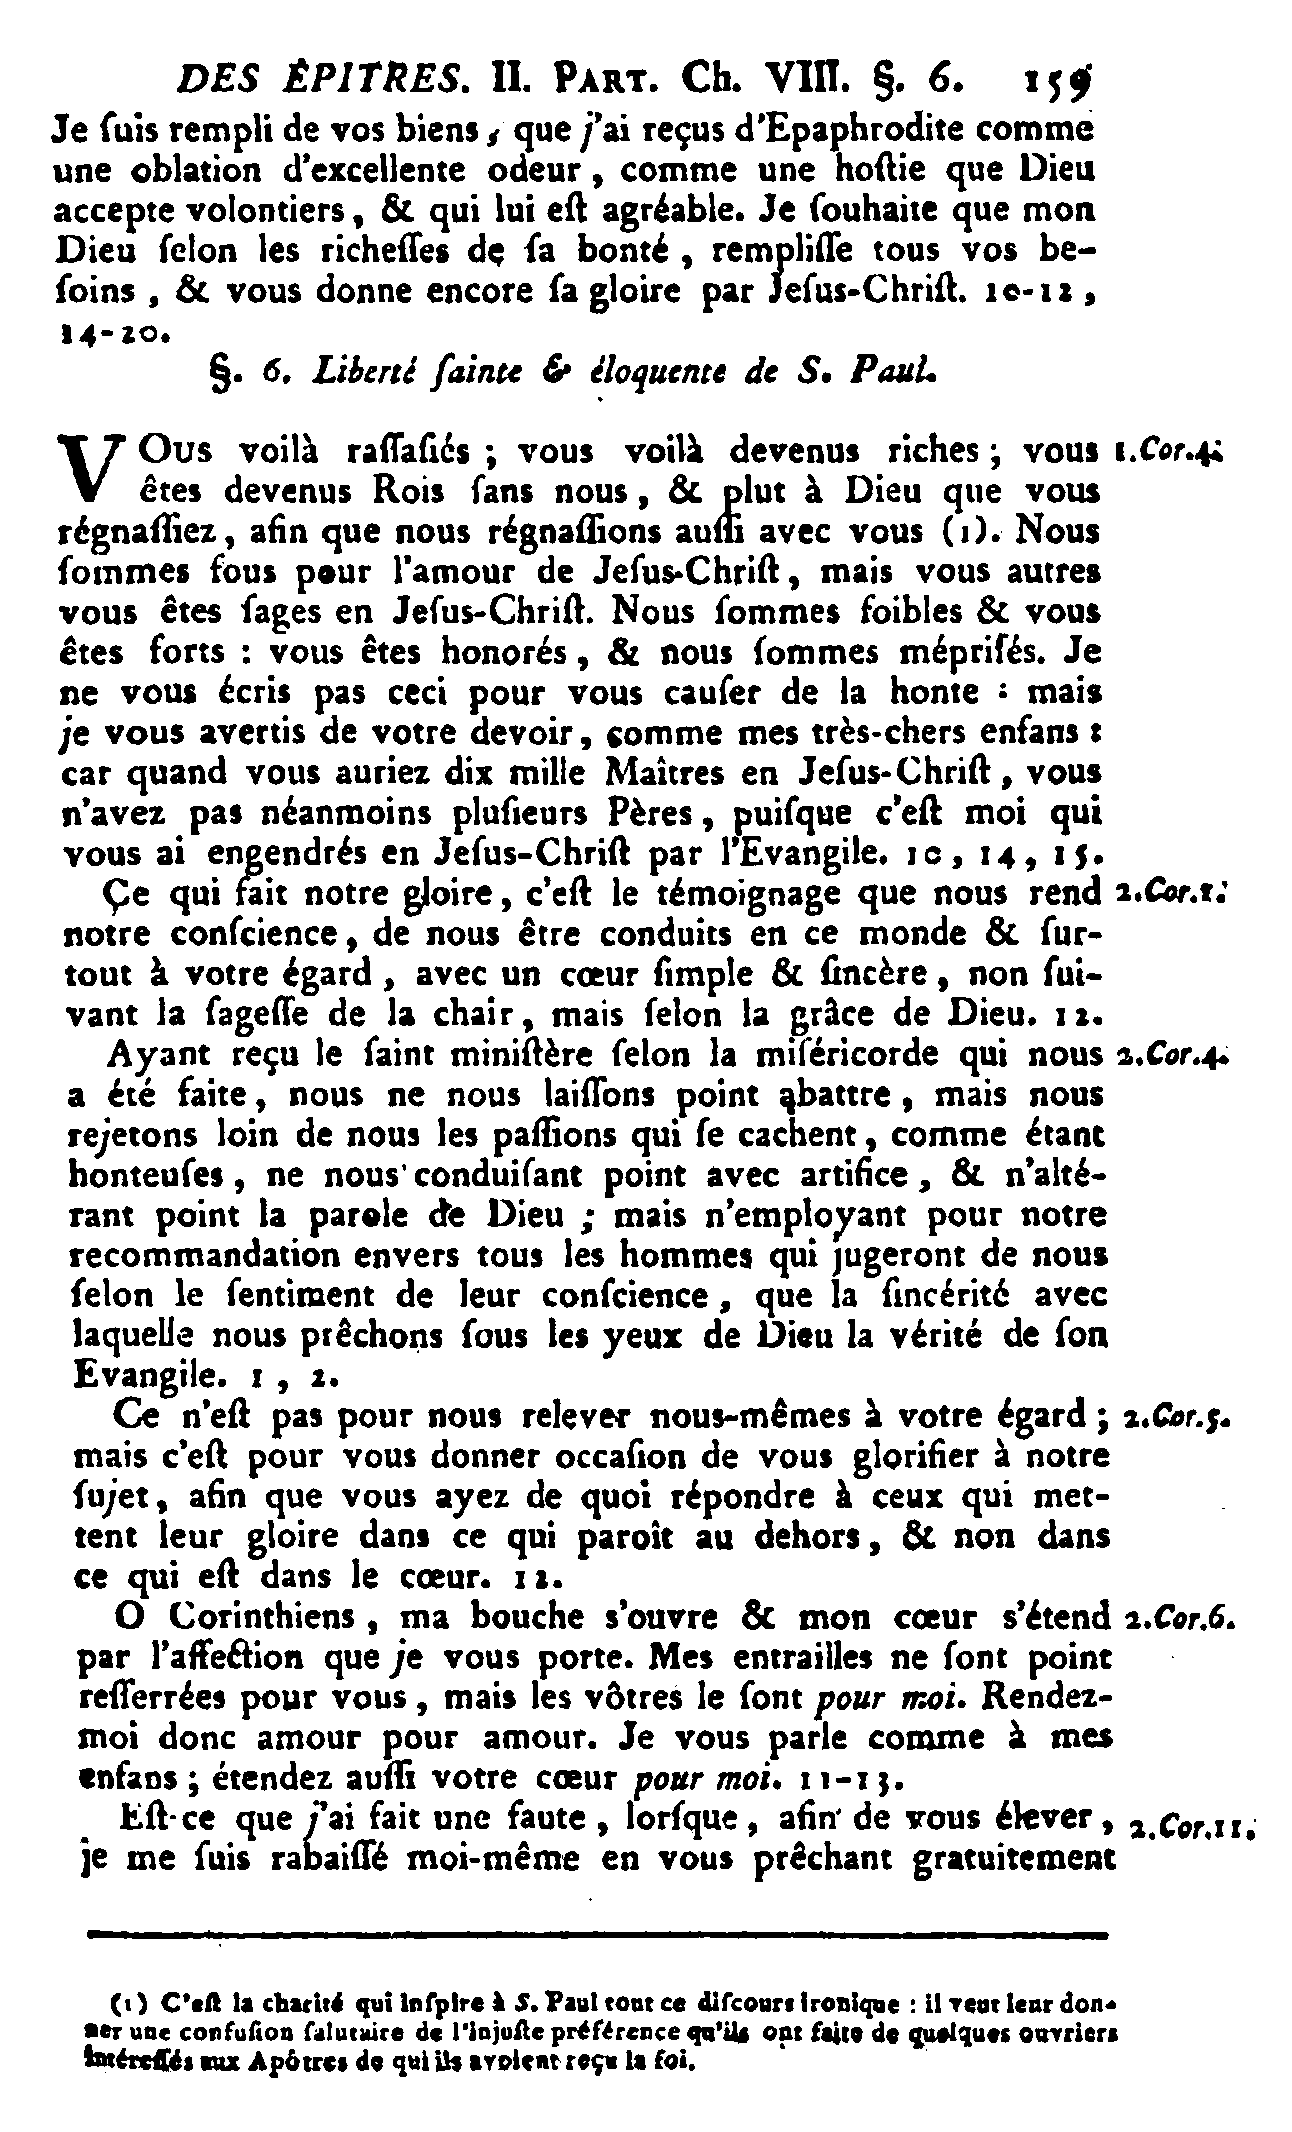 DES ÉPITRES. II. PART. Ch. VIII. §. 6. 159
Je ſuis rempli de vos biens, que j'ai reçus d'Epaphrodite comme
une oblation d'excellente odeur, comme une hoſtie que Dieu
accepte volontiers, & qui lui eſt agréable. Je ſouhaite que mon
Dieu ſelon les richeſſes de ſa bonté, rempliſſe tous vos be-
ſoins, & vous donne encore ſa gloire par Jeſus-Chriſt. 10-12,
14-20.
§. 6. Liberté ſainte & éloquente de S. Paul.
VOus voilà raſſaſiés ; vous voilà devenus riches ; vous 1.Cor.4.
êtes devenus Rois ſans nous, & plut à Dieu que vous
régnaſſiez, afin que nous régnaſſions auſſi avec vous (1). Nous
ſommes fous pour l'amour de Jeſus-Chriſt, mais vous autres
vous êtes ſages en Jeſus-Chriſt. Nous ſommes foibles & vous
êtes forts : vous êtes honorés, & nous ſommes mépriſés. Je
ne vous écris pas ceci pour vous cauſer de la honte : mais
je vous avertis de votre devoir, comme mes très-chers enfans :
car quand vous auriez dix mille Maîtres en Jeſus-Chriſt, vous
n'avez pas néanmoins pluſieurs Pères, puiſque c'eſt moi qui
vous ai engendrés en Jeſus-Chriſt par l'Evangile. 10, 14, 15.
Ce qui fait notre gloire, c'eſt le témoignage que nous rend 2.Cor.1.
notre conſcience, de nous être conduits en ce monde & ſur-
tout à votre égard, avec un cœur ſimple & ſincère, non ſui-
vant la ſageſſe de la chair, mais ſelon la grâce de Dieu. 12.
Ayant reçu le ſaint miniſtère ſelon la miſéricorde qui nous 2.Cor.4.
a été faite, nous ne nous laiſſons point abattre, mais nous
rejetons loin de nous les paſſions qui ſe cachent, comme étant
honteuſes, ne nous conduiſant point avec artifice, & n'alté-
rant point la parole de Dieu ; mais n'employant pour notre
recommandation envers tous les hommes qui jugeront de nous
ſelon le ſentiment de leur conſcience, que la ſincérité avec
laquelle nous prêchons ſous les yeux de Dieu la vérité de ſon
Evangile. 1, 2.
Ce n'eſt pas pour nous relever nous-mêmes à votre égard ; 2.Cor.5.
mais c'eſt pour vous donner occaſion de vous glorifier à notre
ſujet, afin que vous ayez de quoi répondre à ceux qui met-
tent leur gloire dans ce qui paroît au dehors, & non dans
ce qui eſt dans le cœur. 12.
O Corinthiens, ma bouche s'ouvre & mon cœur s'étend 2.Cor.6.
par l'affection que je vous porte. Mes entrailles ne ſont point
reſſerrées pour vous, mais les vôtres le ſont pour moi. Rendez-
moi donc amour pour amour. Je vous parle comme à mes
enfans ; étendez auſſi votre cœur pour moi. 11-13.
Eſt-ce que j'ai fait une faute, lorſque, afin de vous élever, 2.Cor.11.
je me ſuis rabaiſſé moi-même en vous prêchant gratuitement
(1) C'eſt la charité qui inſpire à S. Paul tout ce diſcours ironique : il veut leur don-
ner une confuſion ſalutaire de l'injuſte préférence qu'ils ont faite de quelques ouvriers
intéreſſés aux Apôtres de qui ils avoient reçu la foi.